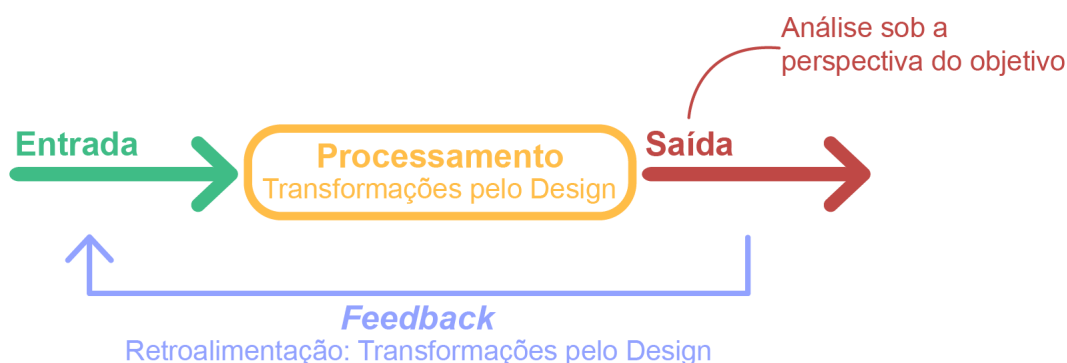 Análise sob a
perspectiva do objetivo
Entrada
Processamento
Transformações pelo Design
Saída
Feedback
Retroalimentação: Transformações pelo Design